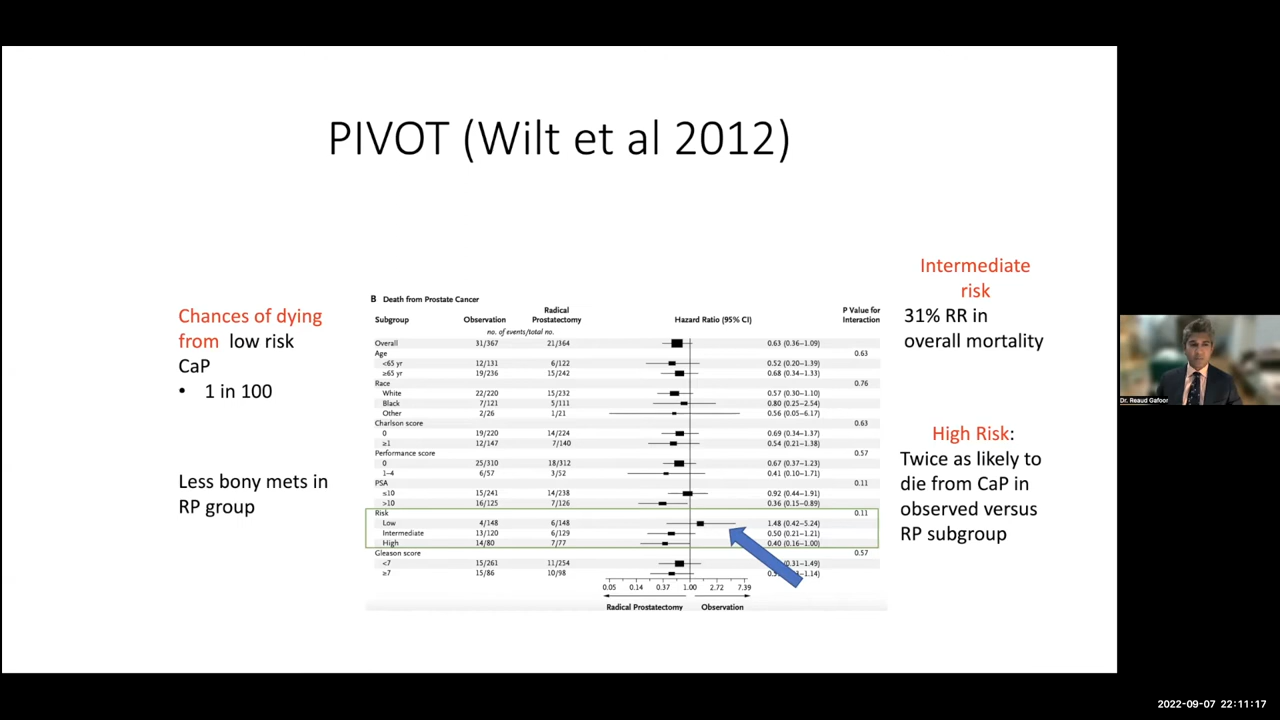 PIVOT (Wilt et al 2012)
Chances of dying
from low risk
CaP
• 1 in 100
Less bony mets in
RP group
B Death from Prostate Cancer
Subgroup Observation Radical Prostatectomy Hazard Ratio (95% CI) P Value for Interaction
no. of events/total no.
Overall 31/367 21/364 0.63 (0.36–1.09)
Age 0.63
<65 yr 12/131 6/122 0.52 (0.20–1.39)
≥65 yr 19/236 15/242 0.68 (0.34–1.33)
Race 0.76
White 22/220 15/232 0.57 (0.30–1.10)
Black 7/121 5/111 0.80 (0.25–2.54)
Other 2/26 1/21 0.56 (0.05–6.17)
Charlson score 0.63
0 19/220 14/224 0.69 (0.34–1.37)
≥1 12/147 7/140 0.54 (0.21–1.38)
Performance score 0.57
0 25/310 18/312 0.67 (0.37–1.23)
1–4 6/57 3/52 0.41 (0.10–1.71)
PSA 0.11
≤10 15/241 14/238 0.92 (0.44–1.91)
>10 16/125 7/126 0.36 (0.15–0.89)
Risk 0.11
Low 4/148 6/148 1.48 (0.42–5.24)
Intermediate 13/120 6/129 0.50 (0.21–1.21)
High 14/80 7/77 0.40 (0.16–1.00)
Gleason score 0.57
<7 15/261 11/254 0.31–1.49)
≥7 15/86 10/98 –1.14)
0.05 0.14 0.37 1.00 2.72 7.39
Radical Prostatectomy Observation
Intermediate
risk
31% RR in
overall mortality
High Risk:
Twice as likely to
die from CaP in
observed versus
RP subgroup
Dr. Reaud Gafoor
2022-09-07 22:11:17